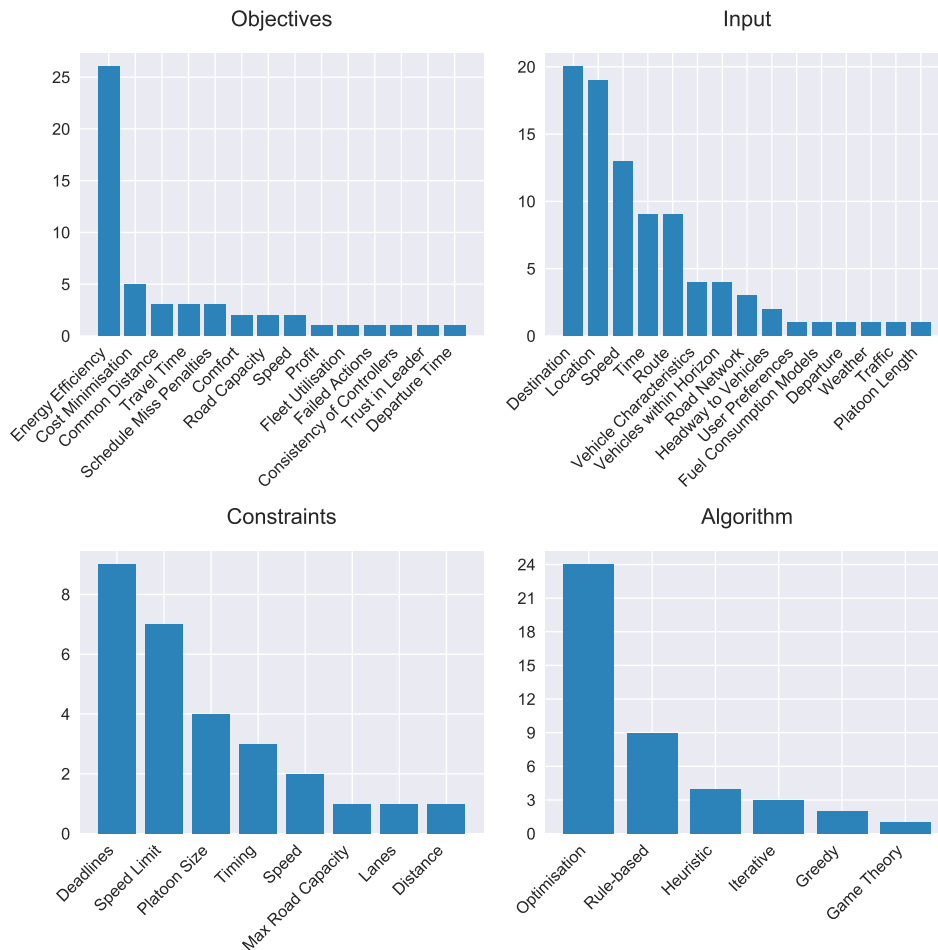 Objectives
25
20
15
10
5
0
Energy Efficiency
Cost Minimisation
Common Distance
Travel Time
Schedule Miss Penalties
Comfort
Road Capacity
Speed
Profit
Fleet Utilisation
Failed Actions
Consistency of Controllers
Trust in Leader
Departure Time
Input
20
15
10
5
0
Destination
Location
Speed
Time
Route
Vehicle Characteristics
Vehicles within Horizon
Road Network
Headway to Vehicles
User Preferences
Fuel Consumption Models
Departure
Weather
Traffic
Platoon Length
Constraints
8
6
4
2
0
Deadlines
Speed Limit
Platoon Size
Timing
Speed
Max Road Capacity
Lanes
Distance
Algorithm
24
21
18
15
12
9
6
3
0
Optimisation
Rule-based
Heuristic
Iterative
Greedy
Game Theory